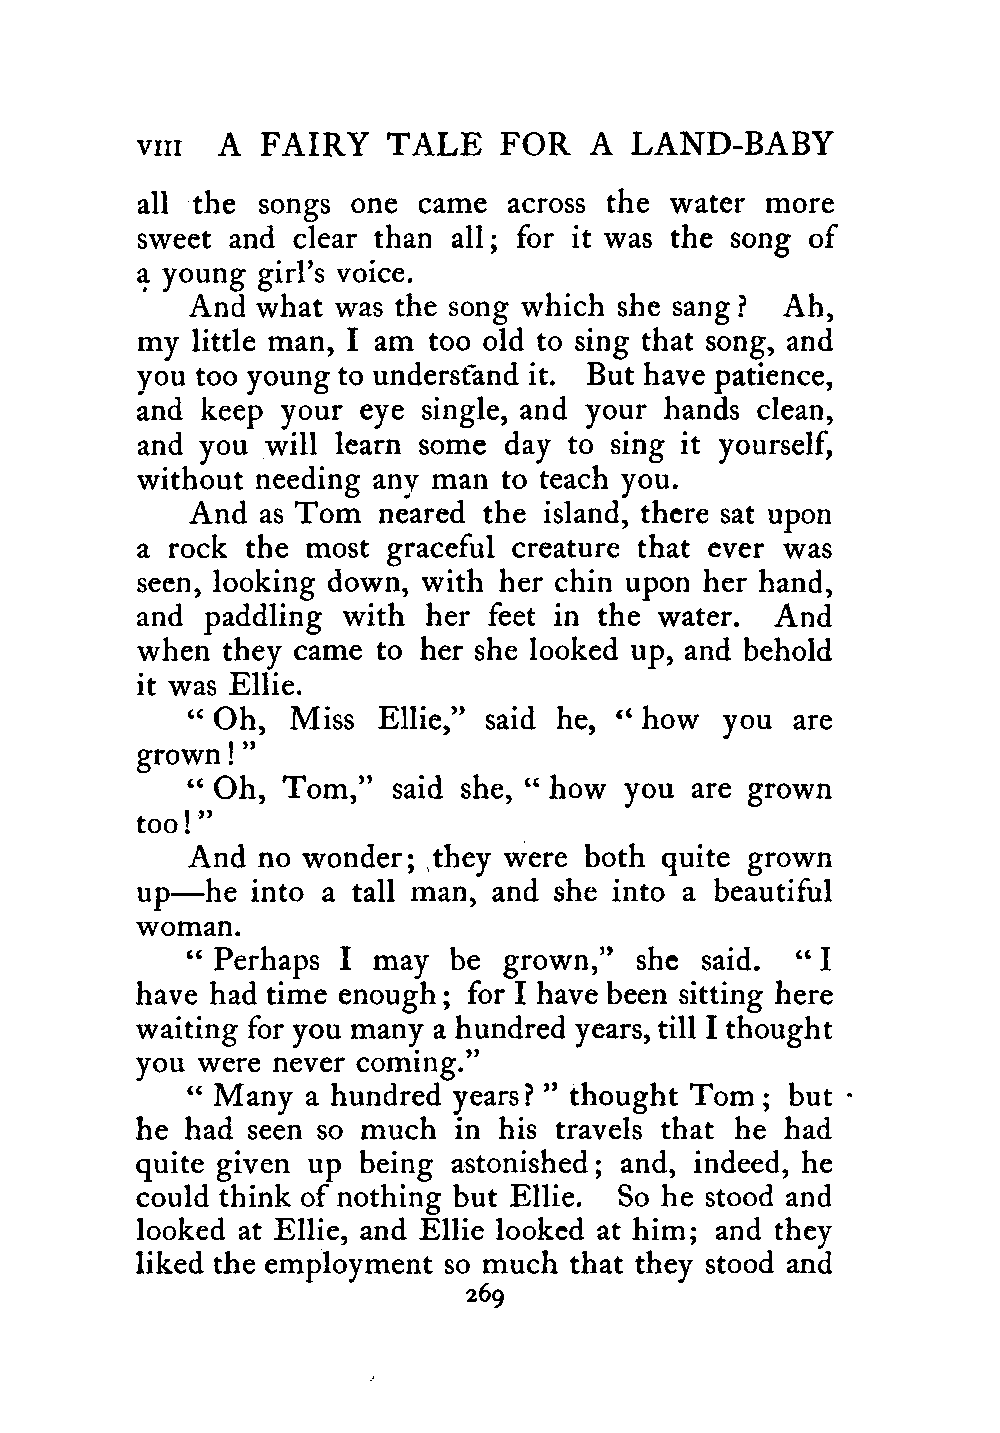 VIII A FAIRY TALE FOR A LAND-BABY
all the songs one came across the water more
sweet and clear than all; for it was the song of
a young girl's voice.
And what was the song which she sang? Ah,
my little man, I am too old to sing that song, and
you too young to understand it. But have patience,
and keep your eye single, and your hands clean,
and you will learn some day to sing it yourself,
without needing any man to teach you.
And as Tom neared the island, there sat upon
a rock the most graceful creature that ever was
seen, looking down, with her chin upon her hand,
and paddling with her feet in the water. And
when they came to her she looked up, and behold
it was Ellie.
"Oh, Miss Ellie," said he, "how you are
grown!"
"Oh, Tom," said she, "how you are grown
too!"
And no wonder; they were both quite grown
up—he into a tall man, and she into a beautiful
woman.
"Perhaps I may be grown," she said. "I
have had time enough; for I have been sitting here
waiting for you many a hundred years, till I thought
you were never coming."
"Many a hundred years?" thought Tom; but
he had seen so much in his travels that he had
quite given up being astonished; and, indeed, he
could think of nothing but Ellie. So he stood and
looked at Ellie, and Ellie looked at him; and they
liked the employment so much that they stood and
269